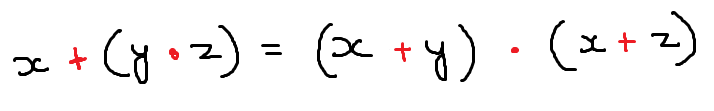 x + (y · z) = (x + y) · (x + z)